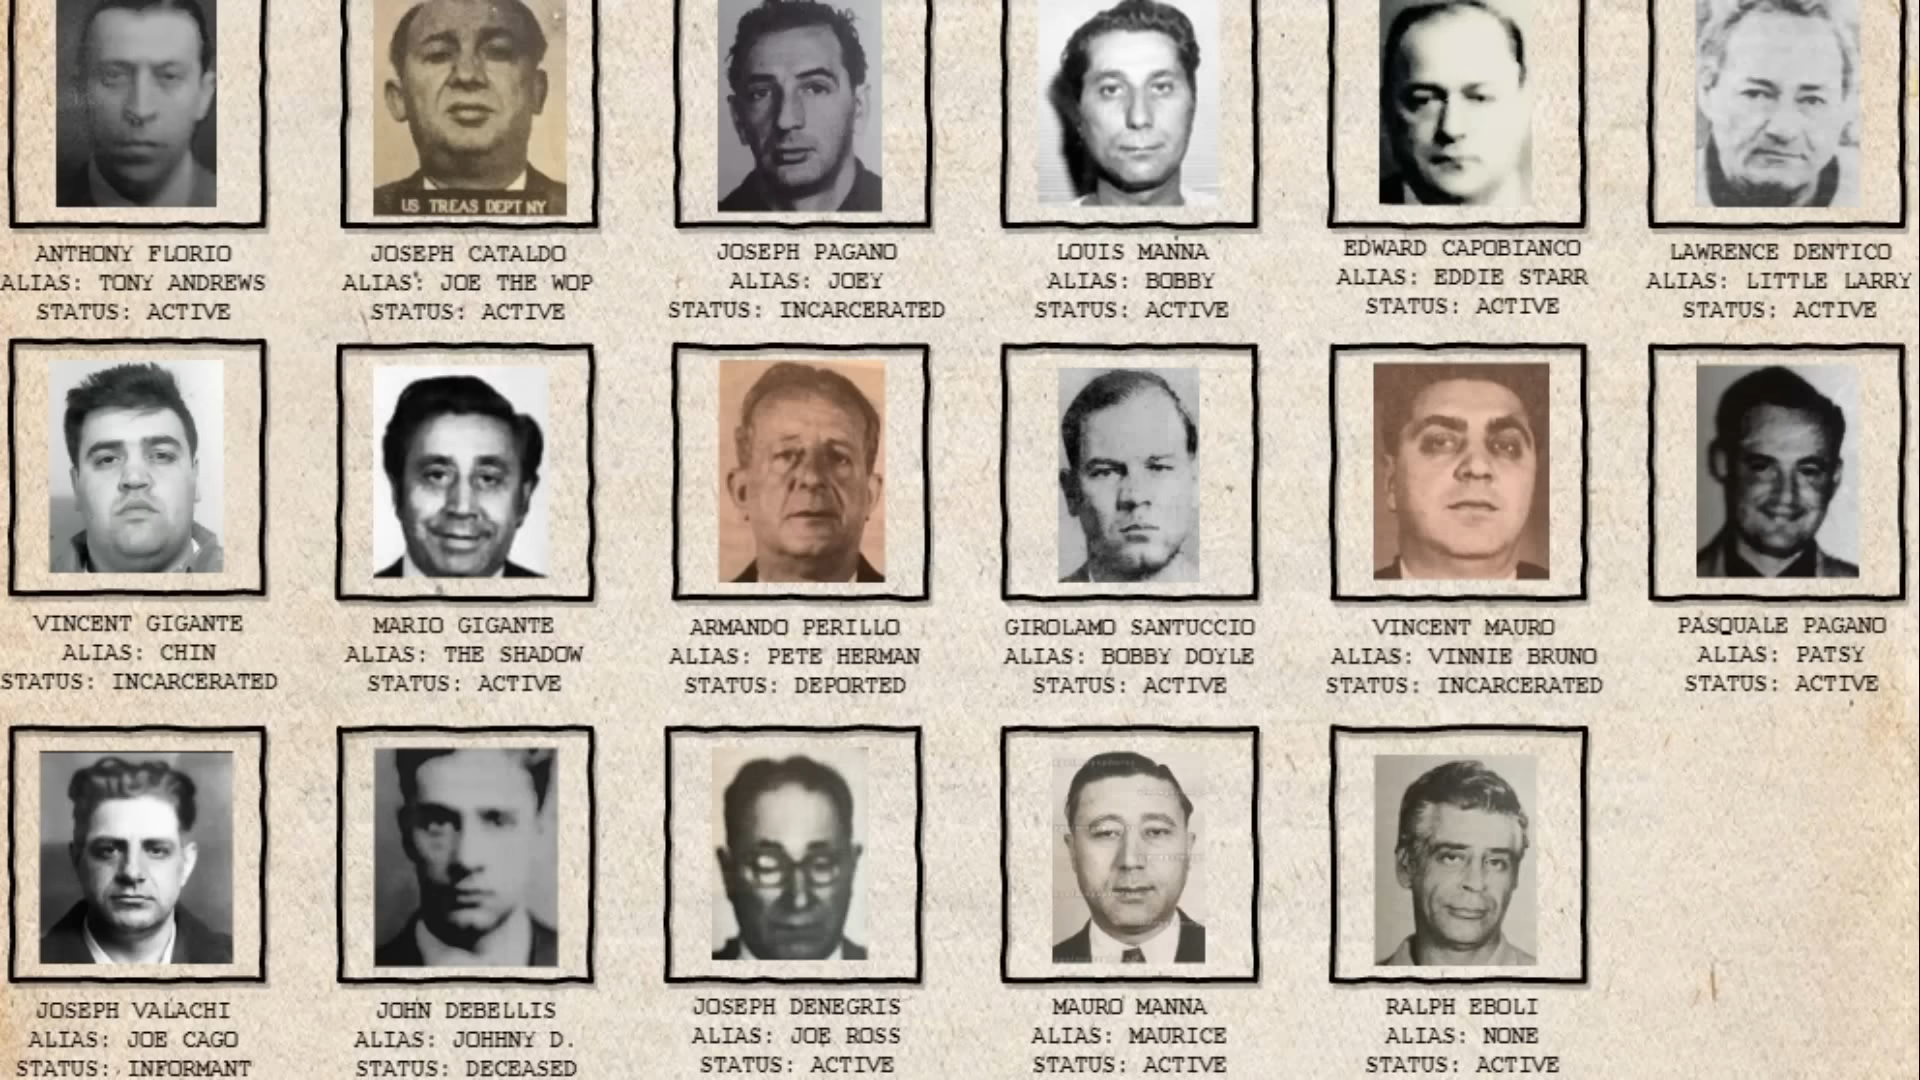 US TREAS DEPT NY
ANTHONY FLORIO
ALIAS: TONY ANDREWS
STATUS: ACTIVE
JOSEPH CATALDO
ALIAS: JOE THE WOP
STATUS: ACTIVE
JOSEPH PAGANO
ALIAS: JOEY
STATUS: INCARCERATED
LOUIS MANNA
ALIAS: BOBBY
STATUS: ACTIVE
EDWARD CAPOBIANCO
ALIAS: EDDIE STARR
STATUS: ACTIVE
LAWRENCE DENTICO
ALIAS: LITTLE LARRY
STATUS: ACTIVE
VINCENT GIGANTE
ALIAS: CHIN
STATUS: INCARCERATED
MARIO GIGANTE
ALIAS: THE SHADOW
STATUS: ACTIVE
ARMANDO PERILLO
ALIAS: PETE HERMAN
STATUS: DEPORTED
GIROLAMO SANTUCCIO
ALIAS: BOBBY DOYLE
STATUS: ACTIVE
VINCENT MAURO
ALIAS: VINNIE BRUNO
STATUS: INCARCERATED
PASQUALE PAGANO
ALIAS: PATSY
STATUS: ACTIVE
JOSEPH VALACHI
ALIAS: JOE CAGO
STATUS: INFORMANT
JOHN DEBELLIS
ALIAS: JOHHNY D.
STATUS: DECEASED
JOSEPH DENEGRIS
ALIAS: JOE ROSS
STATUS: ACTIVE
MAURO MANNA
ALIAS: MAURICE
STATUS: ACTIVE
RALPH EBOLI
ALIAS: NONE
STATUS: ACTIVE